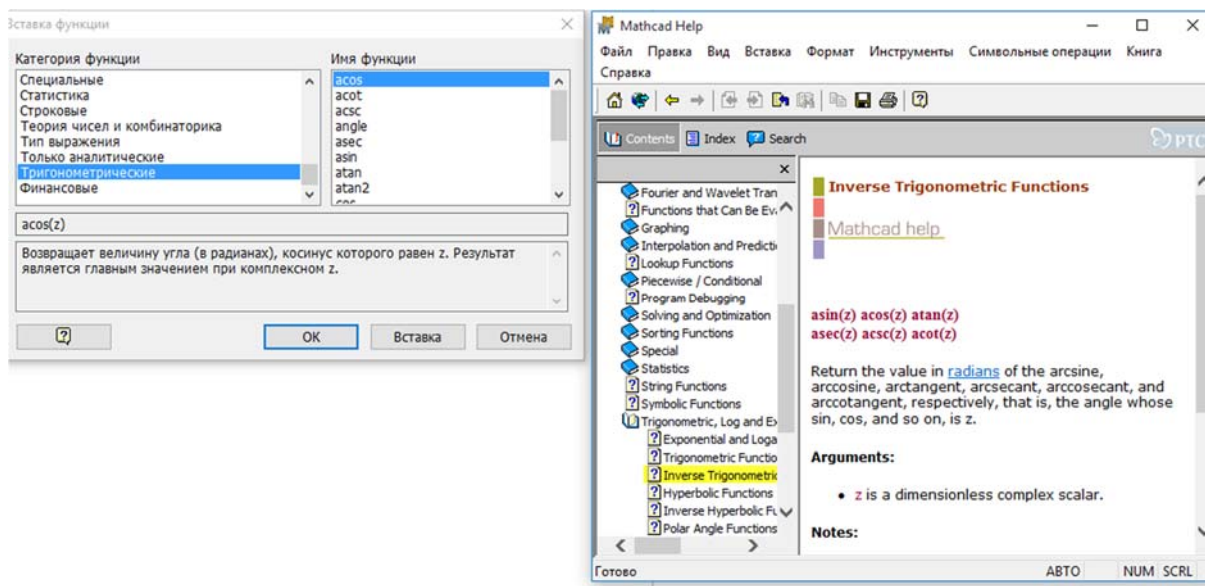 Вставка функции
Категория функции
Специальные
Статистика
Строковые
Теория чисел и комбинаторика
Тип выражения
Только аналитические
Тригонометрические
Финансовые
Имя функции
acos
acot
acsc
angle
asec
asin
atan
atan2
cos
acos(z)
Возвращает величину угла (в радианах), косинус которого равен z. Результат
является главным значением при комплексном z.
OK
Вставка
Отмена
Mathcad Help
Файл Правка Вид Вставка Формат Инструменты Символьные операции Книга
Справка
Contents Index Search
PTC
Fourier and Wavelet Tran
Functions that Can Be Ev
Graphing
Interpolation and Predicti
Lookup Functions
Piecewise / Conditional
Program Debugging
Solving and Optimization
Sorting Functions
Special
Statistics
String Functions
Symbolic Functions
Trigonometric, Log and Ex
Exponential and Loga
Trigonometric Functio
Inverse Trigonometric
Hyperbolic Functions
Inverse Hyperbolic Fu
Polar Angle Functions
Inverse Trigonometric Functions
Mathcad help
asin(z) acos(z) atan(z)
asec(z) acsc(z) acot(z)
Return the value in radians of the arcsine,
arccosine, arctangent, arcsecant, arccosecant, and
arccotangent, respectively, that is, the angle whose
sin, cos, and so on, is z.
Arguments:
• z is a dimensionless complex scalar.
Notes:
Готово
АВТО
NUM SCRL